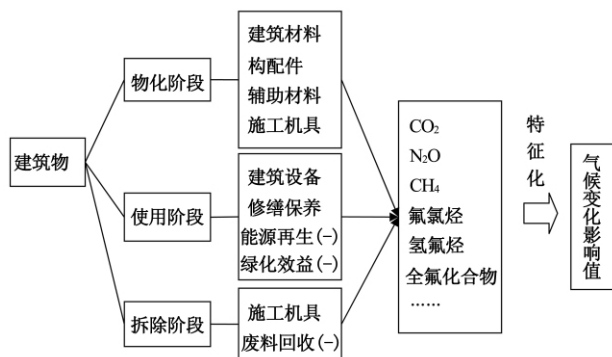 建筑物
物化阶段
使用阶段
拆除阶段
建筑材料
构配件
辅助材料
施工机具
建筑设备
修缮保养
能源再生(-)
绿化效益(-)
施工机具
废料回收(-)
CO₂
N₂O
CH₄
氟氯烃
氢氟烃
全氟化合物
……
特征化
气候变化影响值